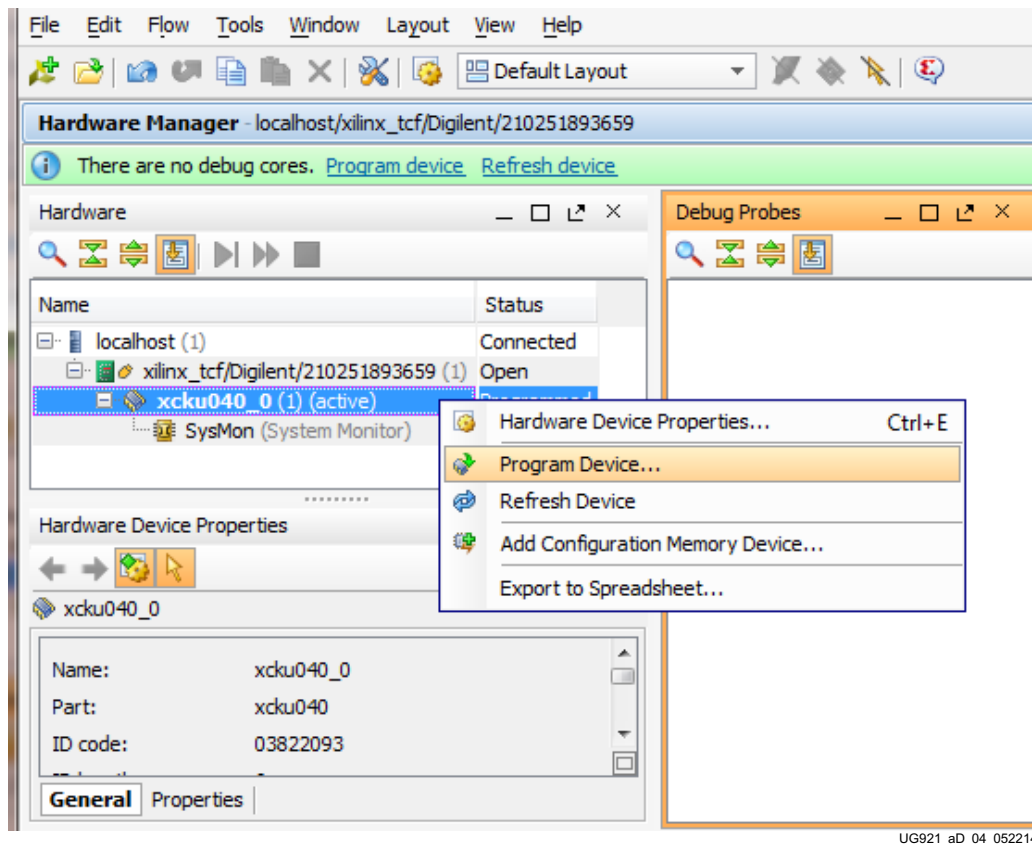 File Edit Flow Tools Window Layout View Help
Default Layout
Hardware Manager - localhost/xilinx_tcf/Digilent/210251893659
There are no debug cores. Program device Refresh device
Hardware
Debug Probes
Name Status
localhost (1) Connected
xilinx_tcf/Digilent/210251893659 (1) Open
xcku040_0 (1) (active)
SysMon (System Monitor)
Hardware Device Properties... Ctrl+E
Program Device...
Refresh Device
Add Configuration Memory Device...
Export to Spreadsheet...
Hardware Device Properties
xcku040_0
Name: xcku040_0
Part: xcku040
ID code: 03822093
General Properties
UG921_aD_04_052214